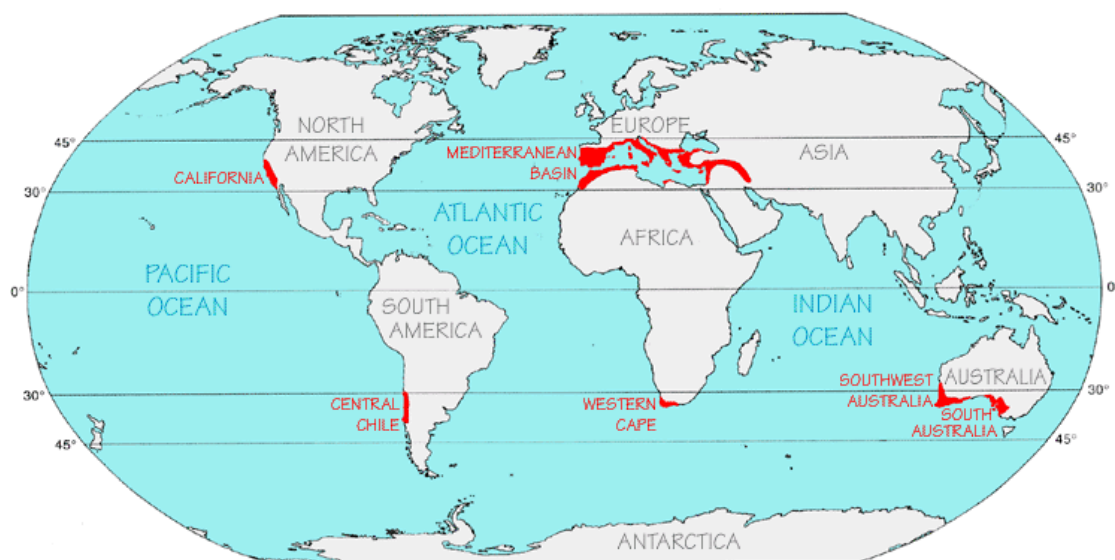 NORTH
AMERICA
EUROPE
ASIA
45°
45°
MEDITERRANEAN
BASIN
CALIFORNIA
30°
30°
ATLANTIC
OCEAN
AFRICA
PACIFIC
OCEAN
0°
0°
SOUTH
AMERICA
INDIAN
OCEAN
SOUTHWEST
AUSTRALIA
AUSTRALIA
SOUTH
AUSTRALIA
30°
30°
CENTRAL
CHILE
WESTERN
CAPE
45°
45°
ANTARCTICA